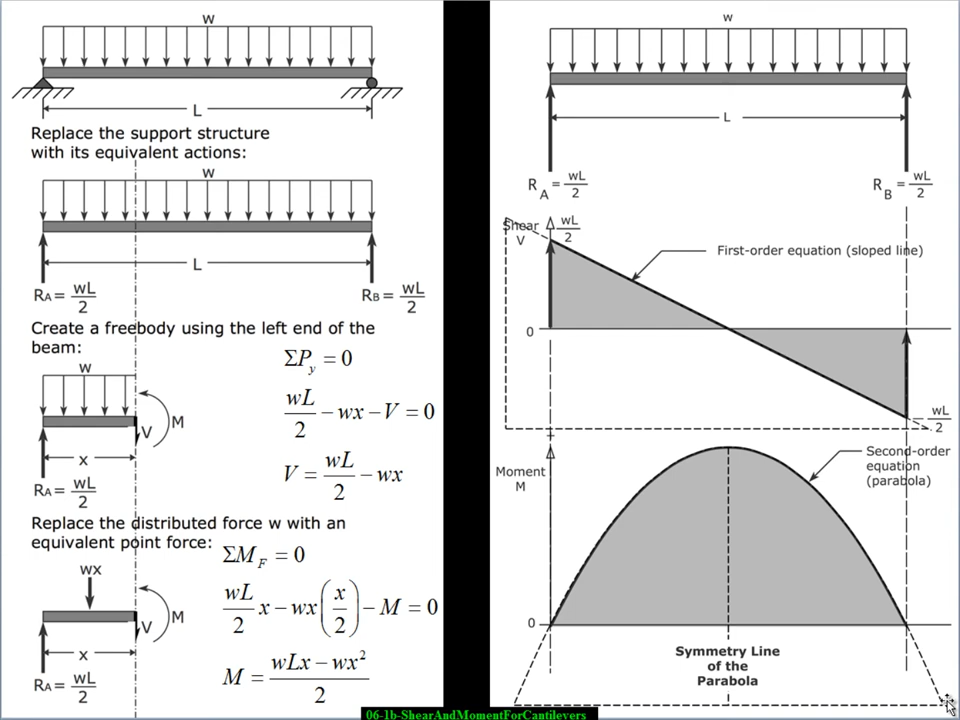 w
L
Replace the support structure
with its equivalent actions:
w
L
RA = wL/2
RB = wL/2
Create a freebody using the left end of the
beam:
w
M
V
x
RA = wL/2
ΣP_y = 0
wL/2 − wx − V = 0
V = wL/2 − wx
Replace the distributed force w with an
equivalent point force:
wx
M
V
x
RA = wL/2
ΣM_F = 0
wL/2 x − wx(x/2) − M = 0
M = (wLx − wx²)/2
w
L
R_A = wL/2
R_B = wL/2
Shear
V
wL/2
First-order equation (sloped line)
0
− wL/2
+
Moment
M
Second-order
equation
(parabola)
0
Symmetry Line
of the
Parabola
06-1b-ShearAndMomentForCantilevers